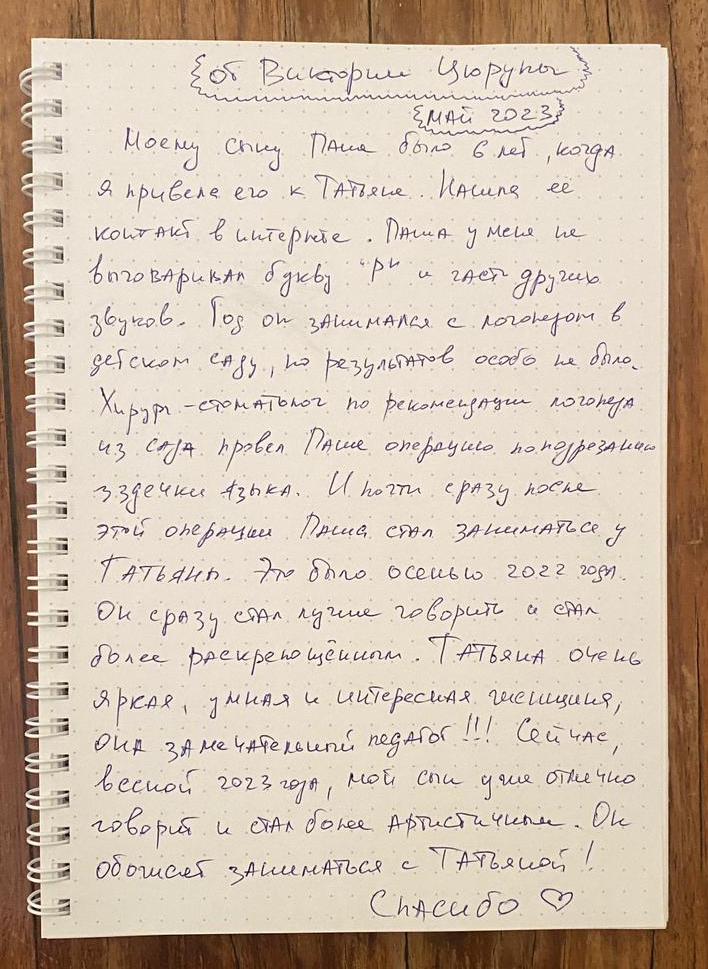 от Виктории Цюрупы
май 2023
Моему сыну Паше было 6 лет, когда
я привела его к Татьяне. Нашла её
контакт в интернете. Паша у меня не
выговаривал букву "р" и часть других
звуков. Год он занимался с логопедом в
детском саду, но результатов особо не было.
Хирург-стоматолог по рекомендации логопеда
из сада провел Паше операцию по подрезанию
уздечки языка. И почти сразу после
этой операции Паша стал заниматься у
Татьяны. Это было осенью 2022 года.
Он сразу стал лучше говорить и стал
более раскрепощённым. Татьяна очень
яркая, умная и интересная женщина,
она замечательный педагог!!! Сейчас,
весной 2023 года, мой сын уже отлично
говорит и стал более артистичным. Он
обожает заниматься с Татьяной!
Спасибо ♡